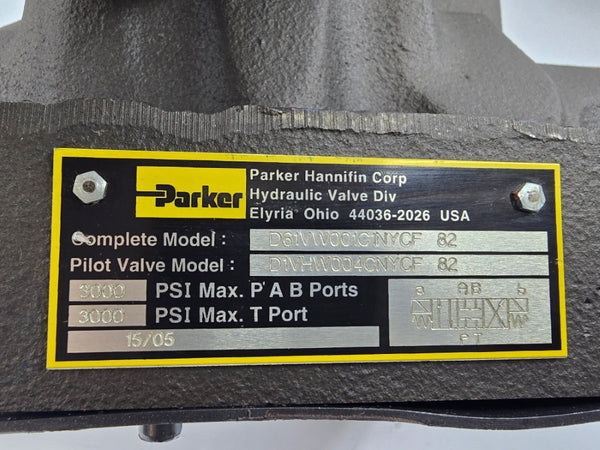 Parker
Parker Hannifin Corp
Hydraulic Valve Div
Elyria Ohio 44036-2026 USA
Complete Model : D61VW001C1NYCF 82
Pilot Valve Model : D1VHW004CNYCF 82
3000 PSI Max. P A B Ports
3000 PSI Max. T Port
15/05
a AB b
W W
PT